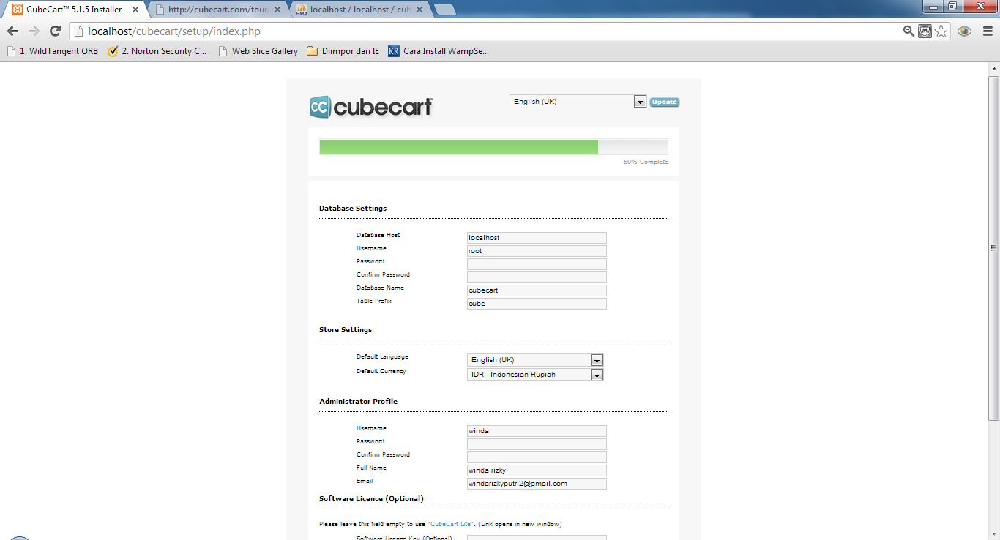 CubeCart™ 5.1.5 Installer
http://cubecart.com/tour
localhost / localhost / cub
localhost/cubecart/setup/index.php
1. WildTangent ORB
2. Norton Security C...
Web Slice Gallery
Diimpor dari IE
KR Cara Install WampSe...
cc cubecart™
English (UK)
Update
80% Complete
Database Settings
Database Host localhost
Username root
Password
Confirm Password
Database Name cubecart
Table Prefix cube
Store Settings
Default Language English (UK)
Default Currency IDR - Indonesian Rupiah
Administrator Profile
Username winda
Password
Confirm Password
Full Name winda rizky
Email windarizkyputri2@gmail.com
Software Licence (Optional)
Please leave this field empty to use "CubeCart Lite". (Link opens in new window)
Software Licence Key (Optional)